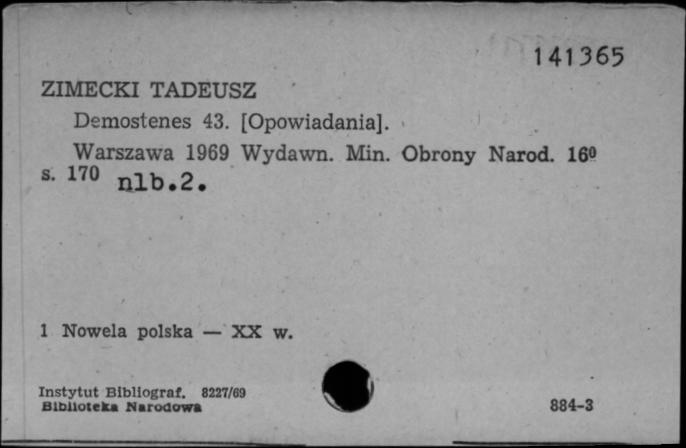 141365
ZIMECKI TADEUSZ
Demostenes 43. [Opowiadania].
Warszawa 1969 Wydawn. Min. Obrony Narod. 16⁰
s. 170 nlb.2.
1 Nowela polska — XX w.
Instytut Bibliograf. 8227/69
Biblioteka Narodowa
884-3